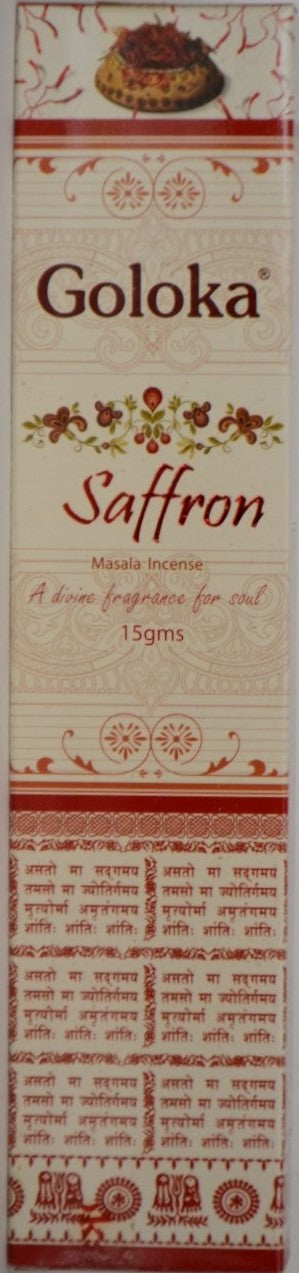 Goloka®
Saffron
Masala Incense
A divine fragrance for soul
15gms
असतो मा सद्गमय
तमसो मा ज्योतिर्गमय
मृत्योर्मा अमृतंगमय
शांतिः शांतिः शांतिः
असतो मा सद्गमय
तमसो मा ज्योतिर्गमय
मृत्योर्मा अमृतंगमय
शांतिः शांतिः शांतिः
असतो मा सद्गमय
तमसो मा ज्योतिर्गमय
मृत्योर्मा अमृतंगमय
शांतिः शांतिः शांतिः
असतो मा सद्गमय
तमसो मा ज्योतिर्गमय
मृत्योर्मा अमृतंगमय
शांतिः शांतिः शांतिः
असतो मा सद्गमय
तमसो मा ज्योतिर्गमय
मृत्योर्मा अमृतंगमय
शांतिः शांतिः शांतिः
असतो मा सद्गमय
तमसो मा ज्योतिर्गमय
मृत्योर्मा अमृतंगमय
शांतिः शांतिः शांतिः